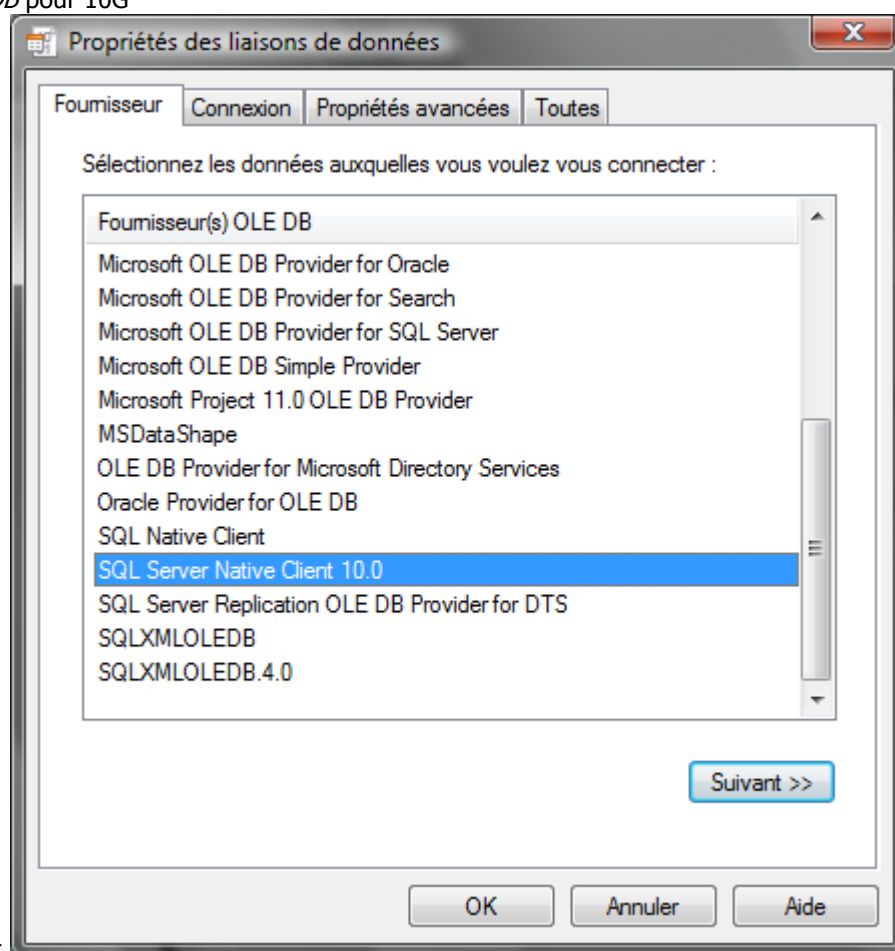 pour 10G
Propriétés des liaisons de données
Fournisseur Connexion Propriétés avancées Toutes
Sélectionnez les données auxquelles vous voulez vous connecter :
Fournisseur(s) OLE DB
Microsoft OLE DB Provider for Oracle
Microsoft OLE DB Provider for Search
Microsoft OLE DB Provider for SQL Server
Microsoft OLE DB Simple Provider
Microsoft Project 11.0 OLE DB Provider
MSDataShape
OLE DB Provider for Microsoft Directory Services
Oracle Provider for OLE DB
SQL Native Client
SQL Server Native Client 10.0
SQL Server Replication OLE DB Provider for DTS
SQLXMLOLEDB
SQLXMLOLEDB.4.0
Suivant >>
OK Annuler Aide